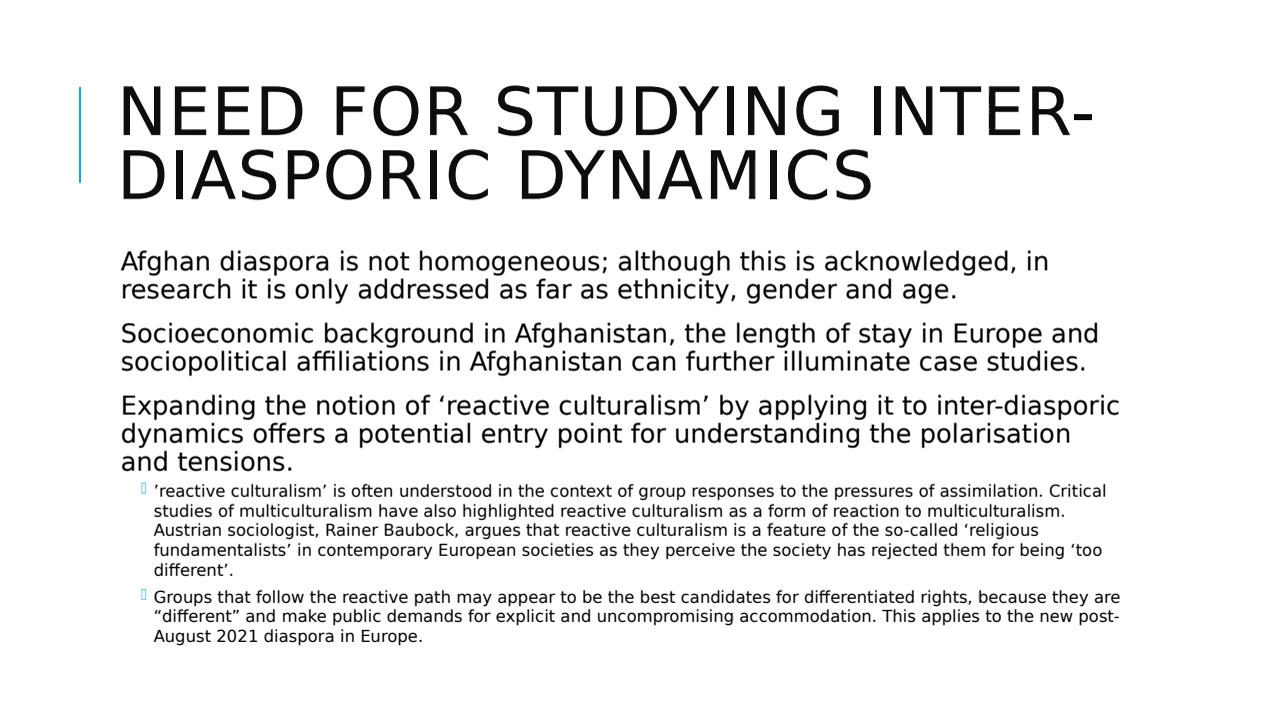 NEED FOR STUDYING INTER-
DIASPORIC DYNAMICS
Afghan diaspora is not homogeneous; although this is acknowledged, in
research it is only addressed as far as ethnicity, gender and age.
Socioeconomic background in Afghanistan, the length of stay in Europe and
sociopolitical affiliations in Afghanistan can further illuminate case studies.
Expanding the notion of ‘reactive culturalism’ by applying it to inter-diasporic
dynamics offers a potential entry point for understanding the polarisation
and tensions.
’reactive culturalism’ is often understood in the context of group responses to the pressures of assimilation. Critical
studies of multiculturalism have also highlighted reactive culturalism as a form of reaction to multiculturalism.
Austrian sociologist, Rainer Baubock, argues that reactive culturalism is a feature of the so-called ‘religious
fundamentalists’ in contemporary European societies as they perceive the society has rejected them for being ‘too
different’.
Groups that follow the reactive path may appear to be the best candidates for differentiated rights, because they are
“different” and make public demands for explicit and uncompromising accommodation. This applies to the new post-
August 2021 diaspora in Europe.